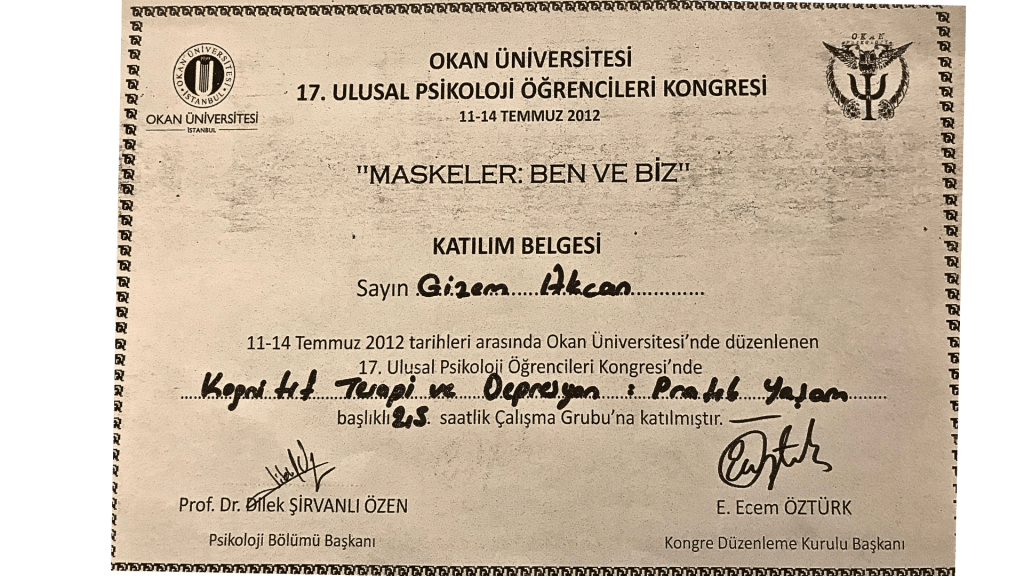 OKAN ÜNİVERSİTESİ
17. ULUSAL PSİKOLOJİ ÖĞRENCİLERİ KONGRESİ
11-14 TEMMUZ 2012
OKAN ÜNİVERSİTESİ
İSTANBUL
OKAN ÜNİVERSİTESİ
İSTANBUL
OKAN
PSİKOLOJİ
"MASKELER: BEN VE BİZ"
KATILIM BELGESİ
Sayın Gizem Akcan
11-14 Temmuz 2012 tarihleri arasında Okan Üniversitesi'nde düzenlenen
17. Ulusal Psikoloji Öğrencileri Kongresi'nde
Kognitif Terapi ve Depresyon : Pratik Yaşam
başlıklı 2,5 saatlik Çalışma Grubu'na katılmıştır.
Prof. Dr. Dilek ŞİRVANLI ÖZEN
E. Ecem ÖZTÜRK
Psikoloji Bölümü Başkanı
Kongre Düzenleme Kurulu Başkanı